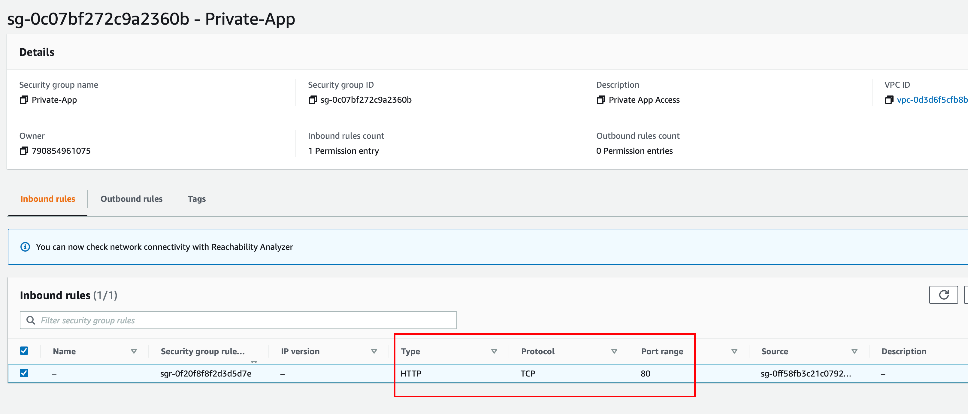 sg-0c07bf272c9a2360b - Private-App
Details
Security group name
Security group ID
Description
VPC ID
Private-App
sg-0c07bf272c9a2360b
Private App Access
vpc-0d3d6f5cfb8b
Owner
Inbound rules count
Outbound rules count
790854961075
1 Permission entry
0 Permission entries
Inbound rules
Outbound rules
Tags
You can now check network connectivity with Reachability Analyzer
Inbound rules (1/1)
Filter security group rules
Name
Security group rule...
IP version
Type
Protocol
Port range
Source
Description
–
sgr-0f20f8f8f2d3d5d7e
–
HTTP
TCP
80
sg-0ff58fb3c21c0792...
–